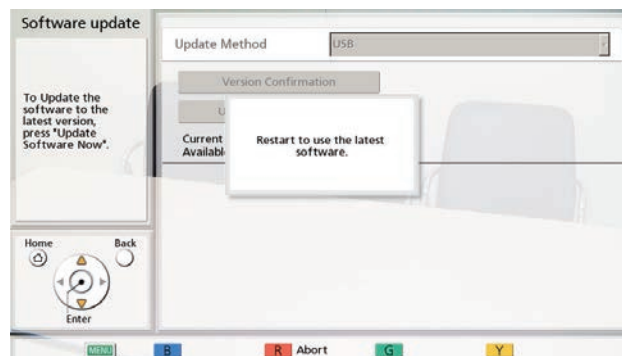 Software update
To Update the
software to the
latest version,
press "Update
Software Now".
Update Method
USB
Version Confirmation
U
Current
Availabl
Restart to use the latest
software.
Home
Back
Enter
MENU
B
R Abort
G
Y